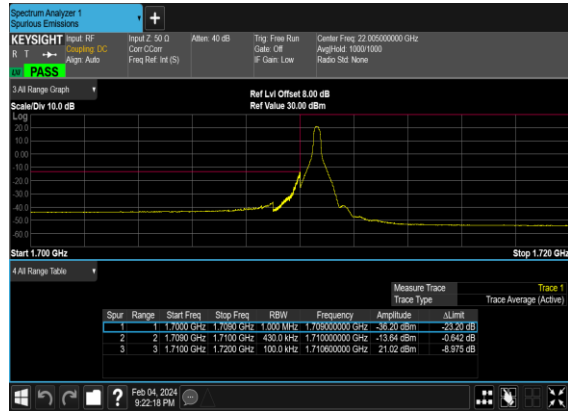 Spectrum Analyzer 1
Spurious Emissions
+
KEYSIGHT Input: RF Input Z: 50 Ω Atten: 40 dB Trig: Free Run Center Freq: 22.005000000 GHz
R T Coupling: DC Corr CCorr Gate: Off Avg|Hold: 1000/1000
Align: Auto Freq Ref: Int (S) IF Gain: Low Radio Std: None
PASS
3 All Range Graph
Ref Lvl Offset 8.00 dB
Scale/Div 10.0 dB Ref Value 30.00 dBm
Log
20.0
10.0
0.00
-10.0
-20.0
-30.0
-40.0
-50.0
-60.0
Start 1.700 GHz Stop 1.720 GHz
4 All Range Table
Measure Trace Trace 1
Trace Type Trace Average (Active)
Spur Range Start Freq Stop Freq RBW Frequency Amplitude ΔLimit
1 1 1.7000 GHz 1.7090 GHz 1.000 MHz 1.709000000 GHz -36.20 dBm -23.20 dB
2 2 1.7090 GHz 1.7100 GHz 430.0 kHz 1.710000000 GHz -13.64 dBm -0.642 dB
3 3 1.7100 GHz 1.7200 GHz 100.0 kHz 1.710600000 GHz 21.02 dBm -8.975 dB
? Feb 04, 2024
9:22:18 PM